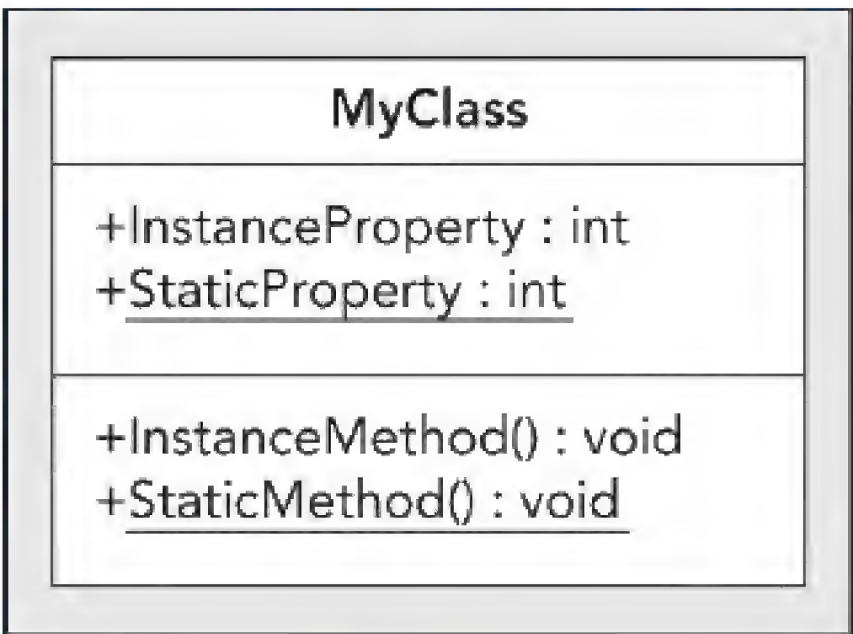 MyClass
+InstanceProperty : int
+StaticProperty : int
+InstanceMethod() : void
+StaticMethod() : void